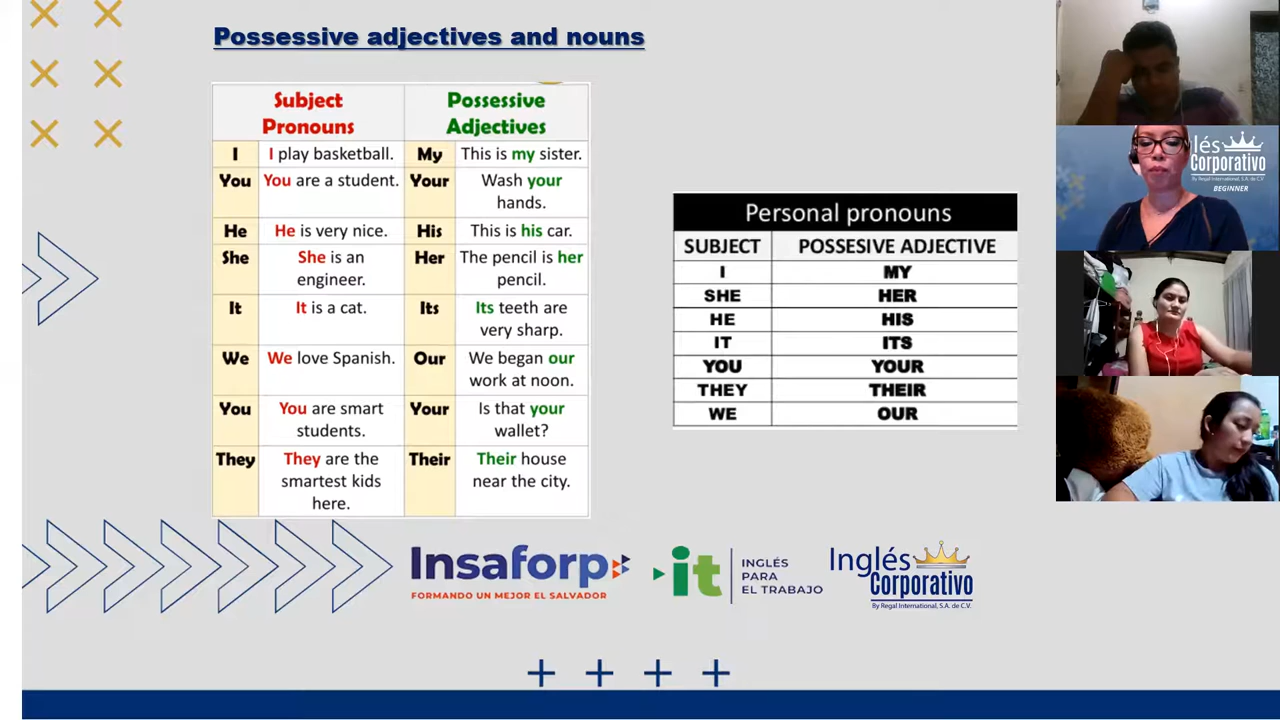 Possessive adjectives and nouns
Subject Pronouns
Possessive Adjectives
I
I play basketball.
My
This is my sister.
You
You are a student.
Your
Wash your
hands.
He
He is very nice.
His
This is his car.
She
She is an
engineer.
Her
The pencil is her
pencil.
It
It is a cat.
Its
Its teeth are
very sharp.
We
We love Spanish.
Our
We began our
work at noon.
You
You are smart
students.
Your
Is that your
wallet?
They
They are the
smartest kids
here.
Their
Their house
near the city.
Personal pronouns
SUBJECT
POSSESIVE ADJECTIVE
I
MY
SHE
HER
HE
HIS
IT
ITS
YOU
YOUR
THEY
THEIR
WE
OUR
lés
Corporativo
By Regal International, S.A. de C.V.
BEGINNER
Insaforp
FORMANDO UN MEJOR EL SALVADOR
it
INGLÉS
PARA
EL TRABAJO
Inglés
Corporativo
By Regal International, S.A. de C.V.